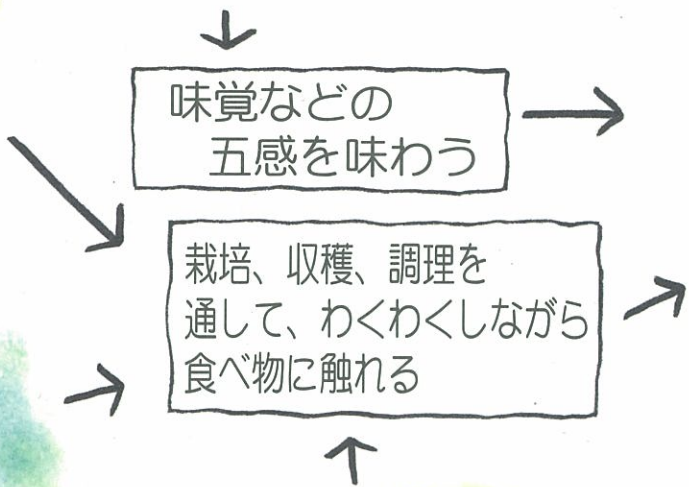 味覚などの
五感を味わう
栽培、収穫、調理を
通して、わくわくしながら
食べ物に触れる